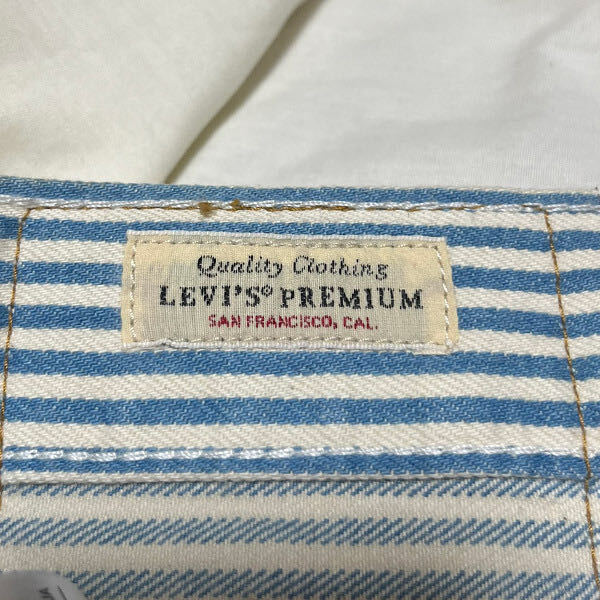 Quality Clothing
LEVI'S® PREMIUM
SAN FRANCISCO, CAL.